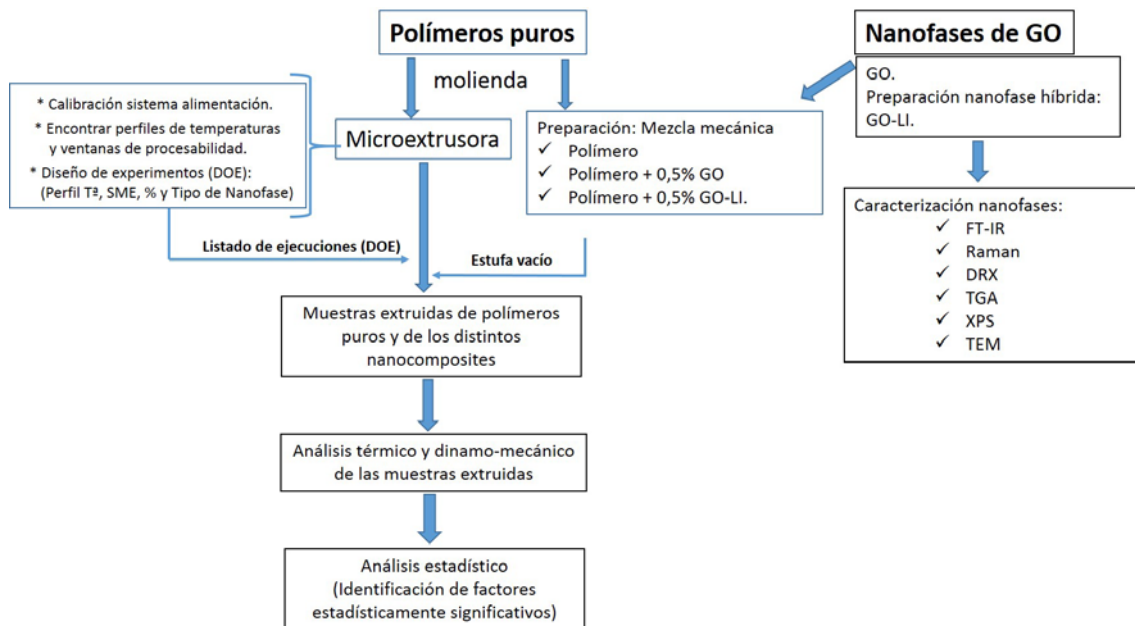 Polímeros puros
molienda
* Calibración sistema alimentación.
* Encontrar perfiles de temperaturas
y ventanas de procesabilidad.
* Diseño de experimentos (DOE):
(Perfil Tª, SME, % y Tipo de Nanofase)
Microextrusora
Preparación: Mezcla mecánica
✓ Polímero
✓ Polímero + 0,5% GO
✓ Polímero + 0,5% GO-LI.
Listado de ejecuciones (DOE)
Estufa vacío
Muestras extruidas de polímeros
puros y de los distintos
nanocomposites
Análisis térmico y dinamo-mecánico
de las muestras extruidas
Análisis estadístico
(Identificación de factores
estadísticamente significativos)
Nanofases de GO
GO.
Preparación nanofase híbrida:
GO-LI.
Caracterización nanofases:
✓ FT-IR
✓ Raman
✓ DRX
✓ TGA
✓ XPS
✓ TEM